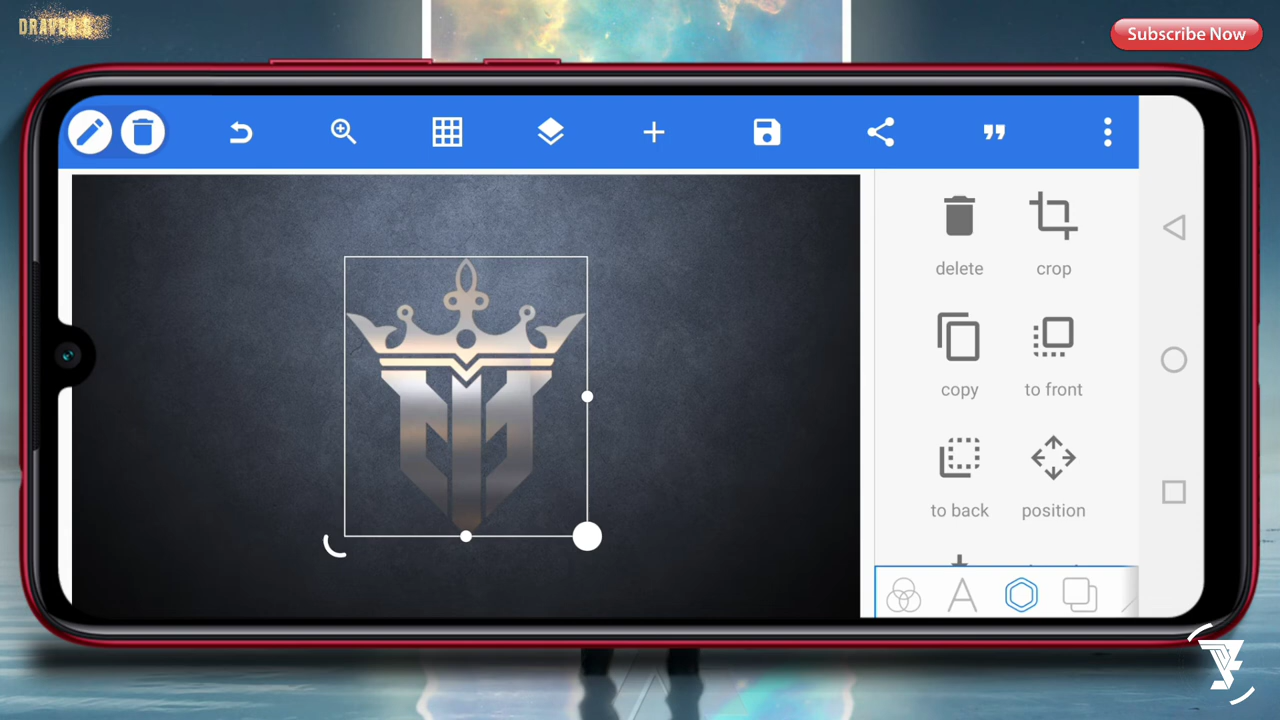 Subscribe Now
delete
crop
copy
to front
to back
position